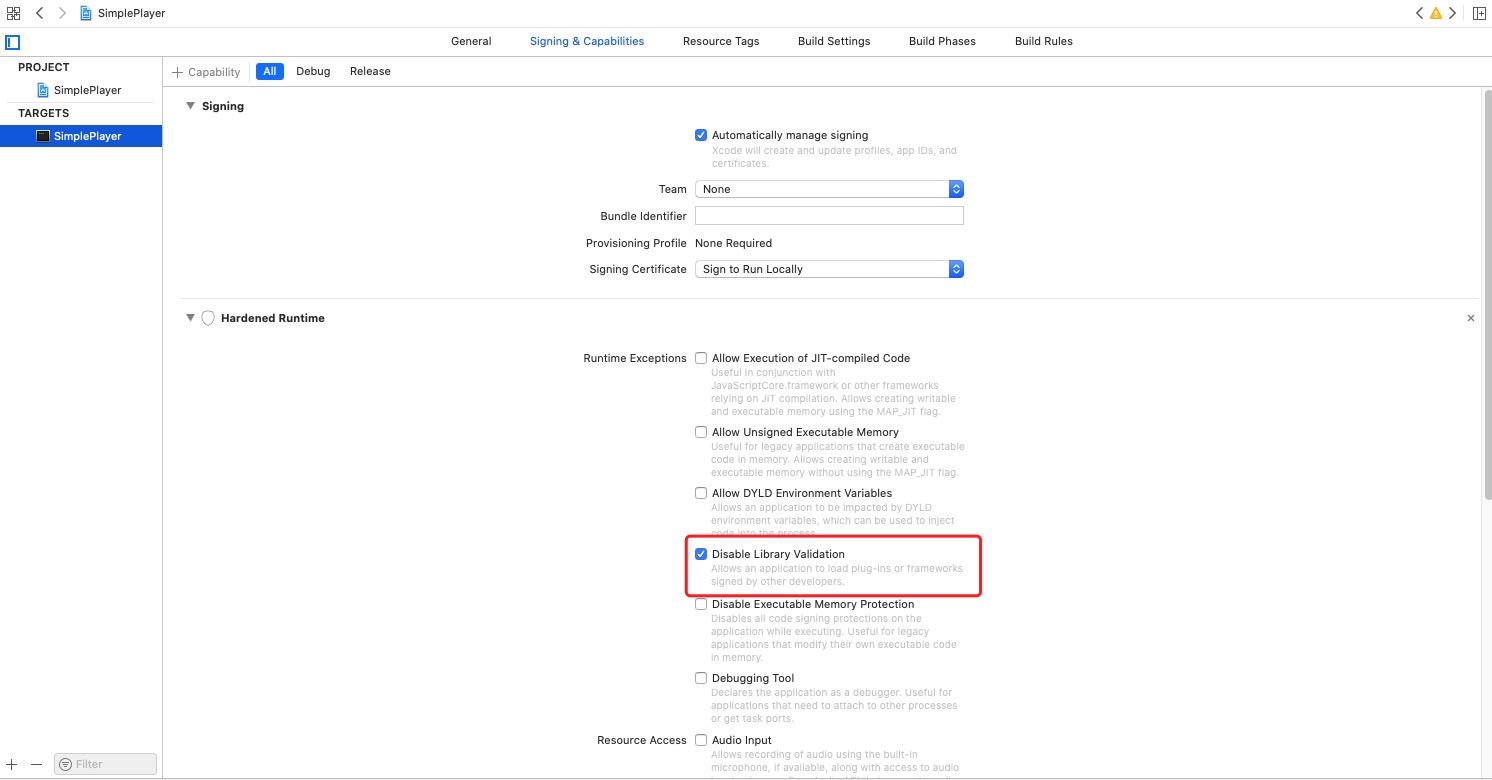 SimplePlayer
General Signing & Capabilities Resource Tags Build Settings Build Phases Build Rules
PROJECT
SimplePlayer
TARGETS
SimplePlayer
+ Capability All Debug Release
Signing
Automatically manage signing
Xcode will create and update profiles, app IDs, and
certificates.
Team None
Bundle Identifier
Provisioning Profile None Required
Signing Certificate Sign to Run Locally
Hardened Runtime
Runtime Exceptions Allow Execution of JIT-compiled Code
Useful in conjunction with
JavaScriptCore.framework or other frameworks
relying on JIT compilation. Allows creating writable
and executable memory using the MAP_JIT flag.
Allow Unsigned Executable Memory
Useful for legacy applications that create executable
code in memory. Allows creating writable and
executable memory without using the MAP_JIT flag.
Allow DYLD Environment Variables
Allows an application to be impacted by DYLD
environment variables, which can be used to inject
code into the process.
Disable Library Validation
Allows an application to load plug-ins or frameworks
signed by other developers.
Disable Executable Memory Protection
Disables all code signing protections on the
application while executing. Useful for legacy
applications that modify their own executable code
in memory.
Debugging Tool
Declares the application as a debugger. Useful for
applications that need to attach to other processes
or get task ports.
Resource Access Audio Input
Allows recording of audio using the built-in
microphone, if available, along with access to audio
Filter